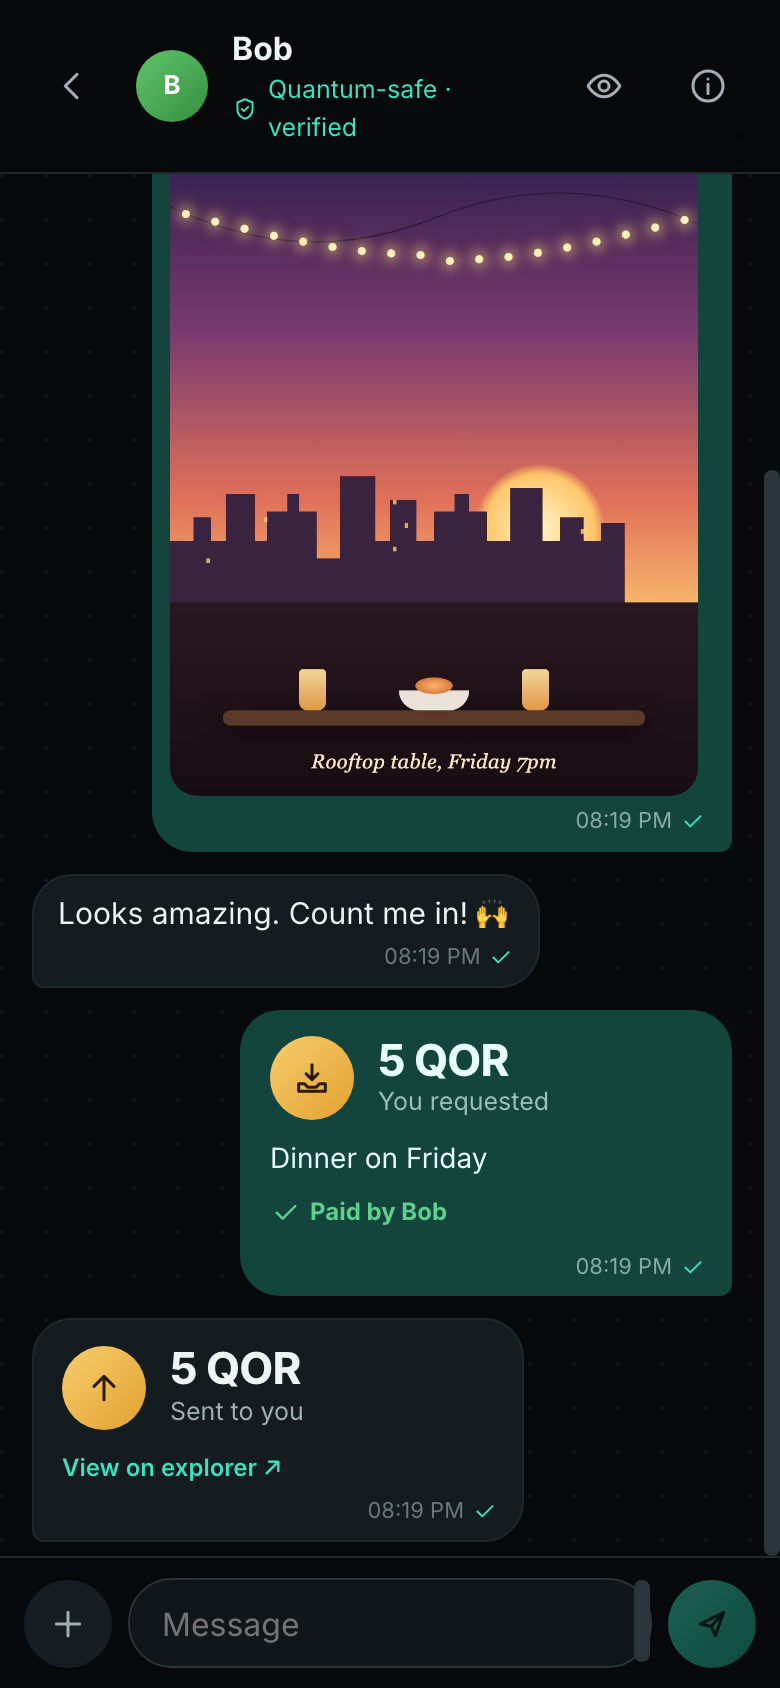 Bob
B
Quantum-safe ·
verified
Rooftop table, Friday 7pm
08:19 PM
Looks amazing. Count me in! 🙌
08:19 PM
5 QOR
You requested
Dinner on Friday
Paid by Bob
08:19 PM
5 QOR
Sent to you
View on explorer
08:19 PM
Message